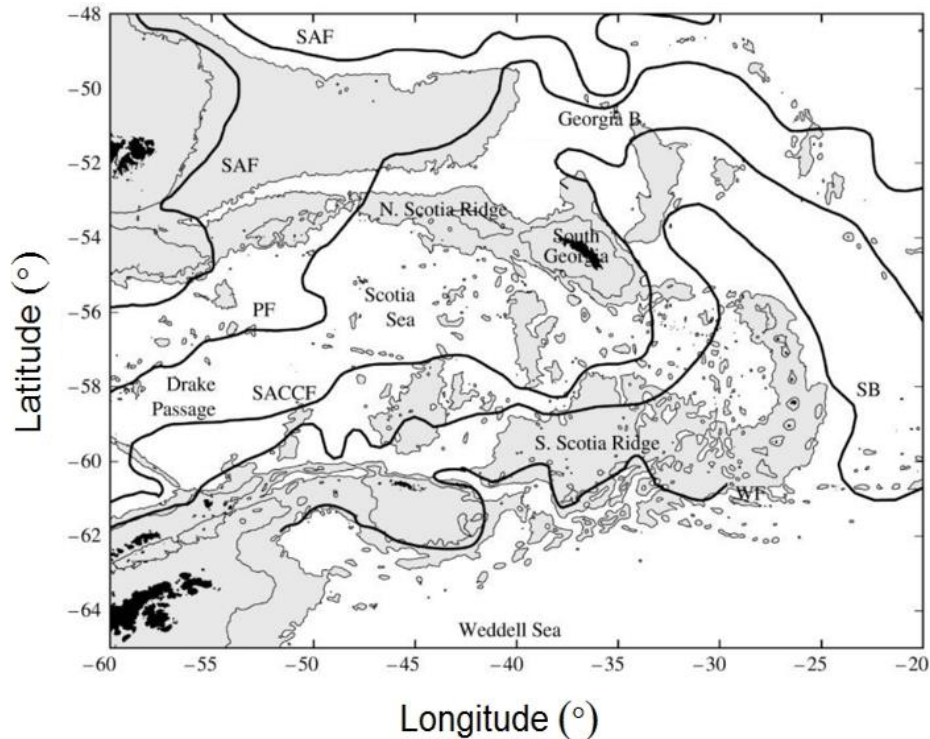 −48
SAF
−50
Georgia B.
−52
SAF
N. Scotia Ridge
−54
South
Georgia
Scotia
Sea
−56
PF
Drake
Passage
−58
SACCF
SB
S. Scotia Ridge
−60
WF
−62
−64
Weddell Sea
−60
−55
−50
−45
−40
−35
−30
−25
−20
Latitude (°)
Longitude (°)